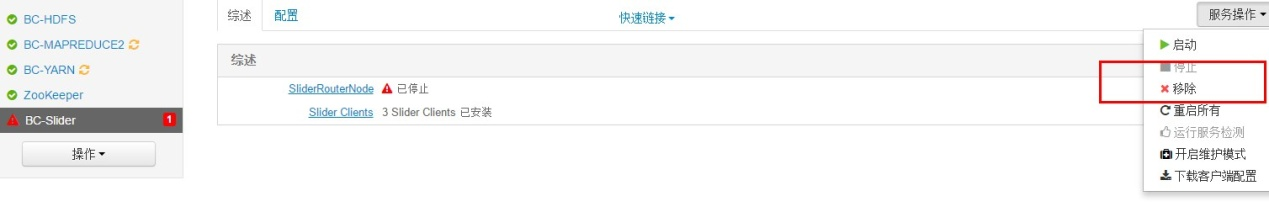 BC-HDFS
BC-MAPREDUCE2
BC-YARN
ZooKeeper
BC-Slider 1
操作
综述 配置 快速链接 服务操作
综述
SliderRouterNode 已停止
Slider Clients 3 Slider Clients 已安装
启动
停止
移除
重启所有
运行服务检测
开启维护模式
下载客户端配置